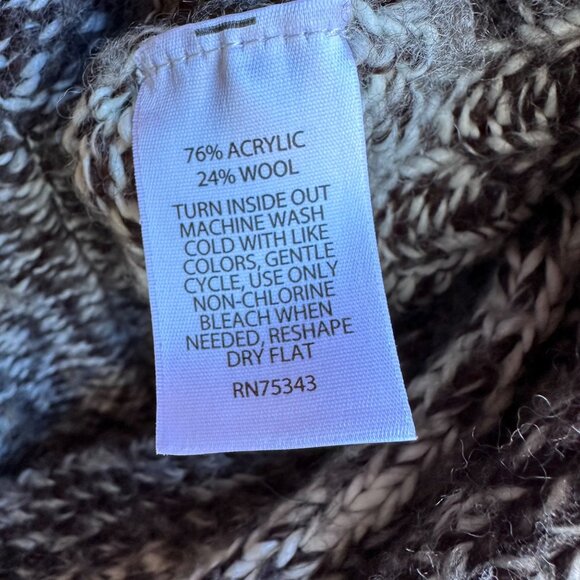 76% ACRYLIC
24% WOOL
TURN INSIDE OUT
MACHINE WASH
COLD WITH LIKE
COLORS, GENTLE
CYCLE, USE ONLY
NON-CHLORINE
BLEACH WHEN
NEEDED, RESHAPE
DRY FLAT
RN75343